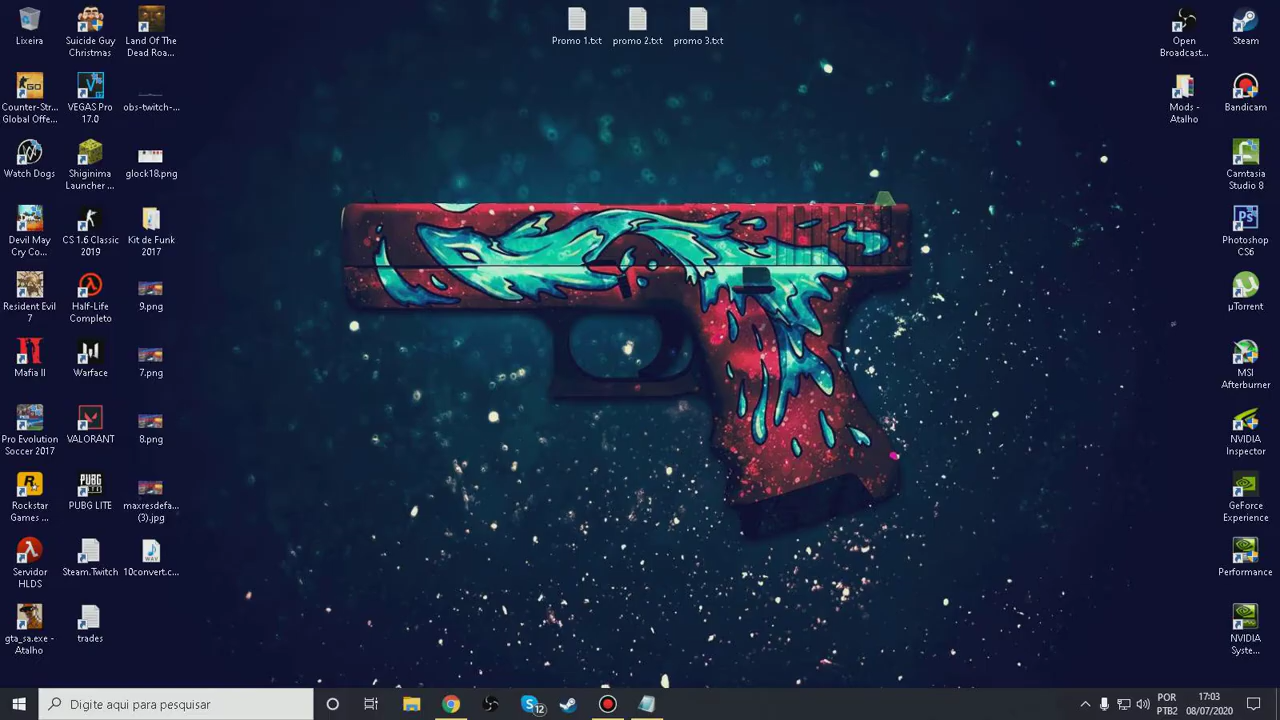 Lixeira
Suicide Guy
Christmas
Land Of The
Dead Roa...
Counter-Str...
Global Offe...
VEGAS Pro
17.0
obs-twitch-...
Watch Dogs
Shiginima
Launcher ...
glock18.png
Devil May
Cry Co...
CS 1.6 Classic
2019
Kit de Funk
2017
Resident Evil
7
Half-Life
Completo
9.png
Mafia II
Warface
7.png
Pro Evolution
Soccer 2017
VALORANT
8.png
Rockstar
Games ...
PUBG LITE
maxresdefa...
(3).jpg
Servidor
HLDS
Steam.Twitch
10convert.c...
gta_sa.exe -
Atalho
trades
Promo 1.txt
promo 2.txt
promo 3.txt
Open
Broadcast...
Steam
Mods -
Atalho
Bandicam
Camtasia
Studio 8
Photoshop
CS6
µTorrent
MSI
Afterburner
NVIDIA
Inspector
GeForce
Experience
Performance
NVIDIA
Syste...
Digite aqui para pesquisar
12
POR
PTB2
17:03
08/07/2020